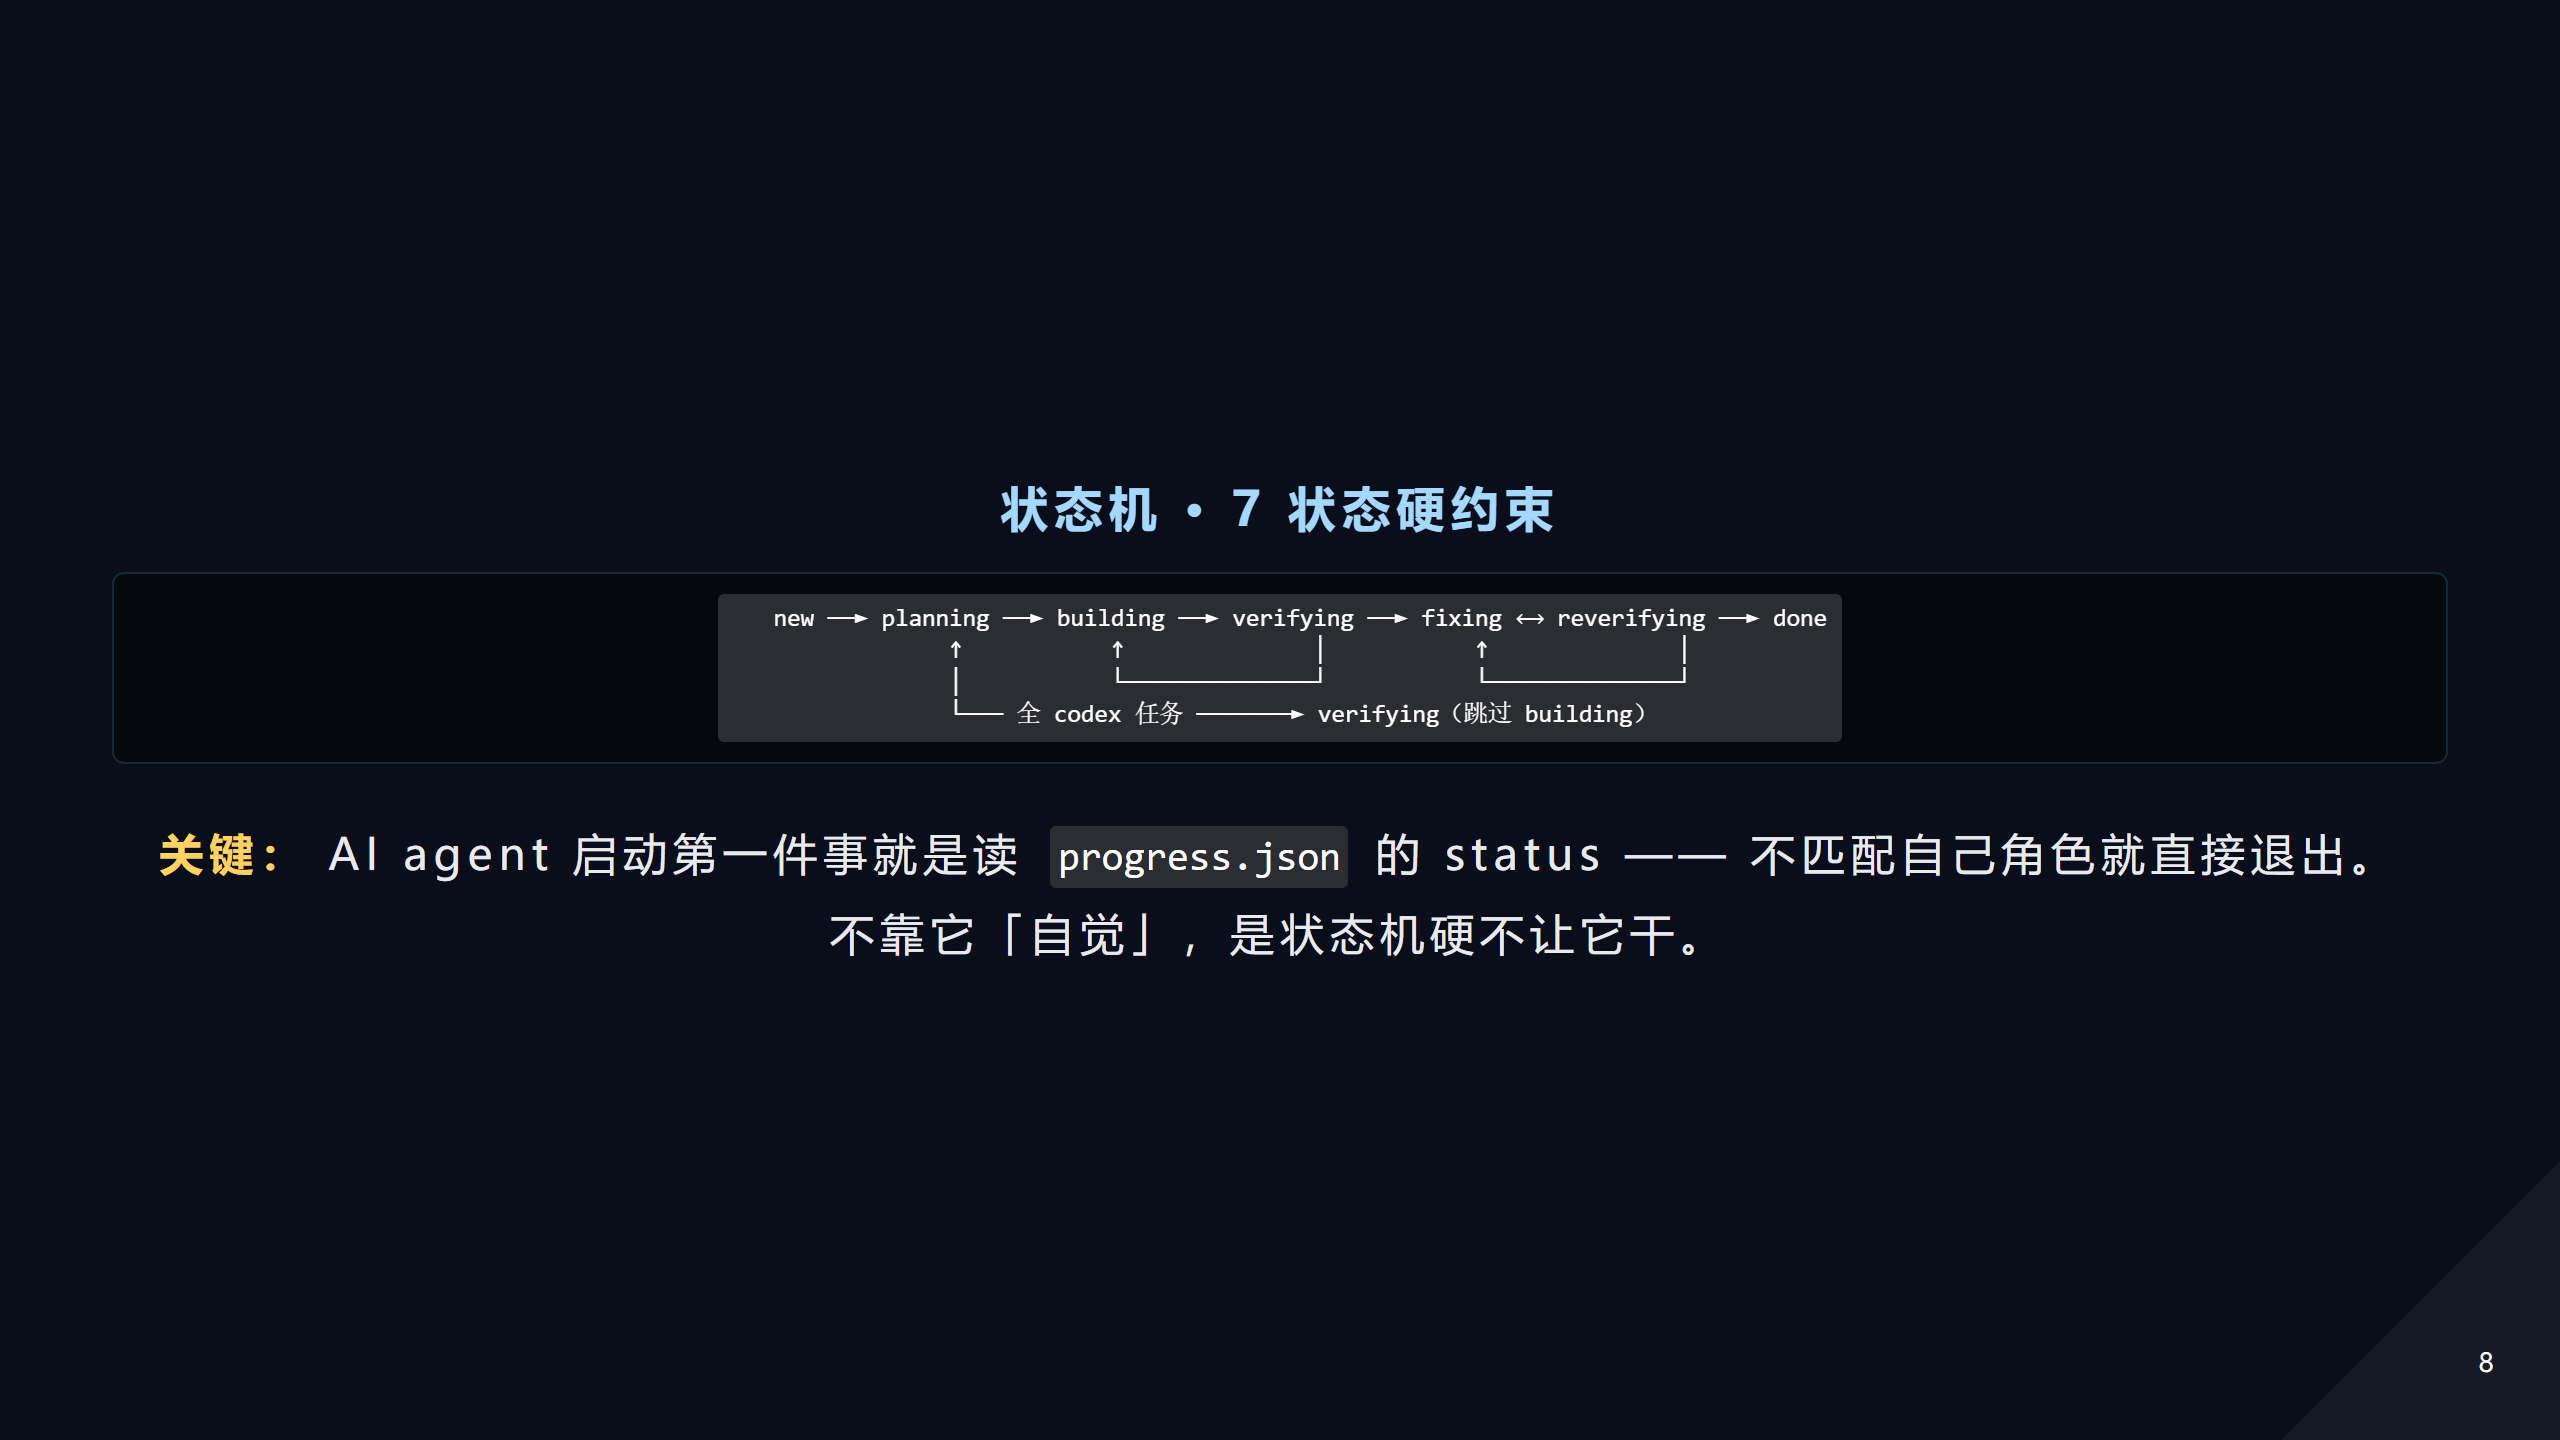 状态机 · 7 状态硬约束
new ──► planning ──► building ──► verifying ──► fixing ↔ reverifying ──► done
↑ ↑ │ ↑ │
│ └──────────────┘ └──────────────┘
└─── 全 codex 任务 ───────► verifying（跳过 building）
关键： AI agent 启动第一件事就是读 progress.json 的 status —— 不匹配自己角色就直接退出。
不靠它「自觉」，是状态机硬不让它干。
8